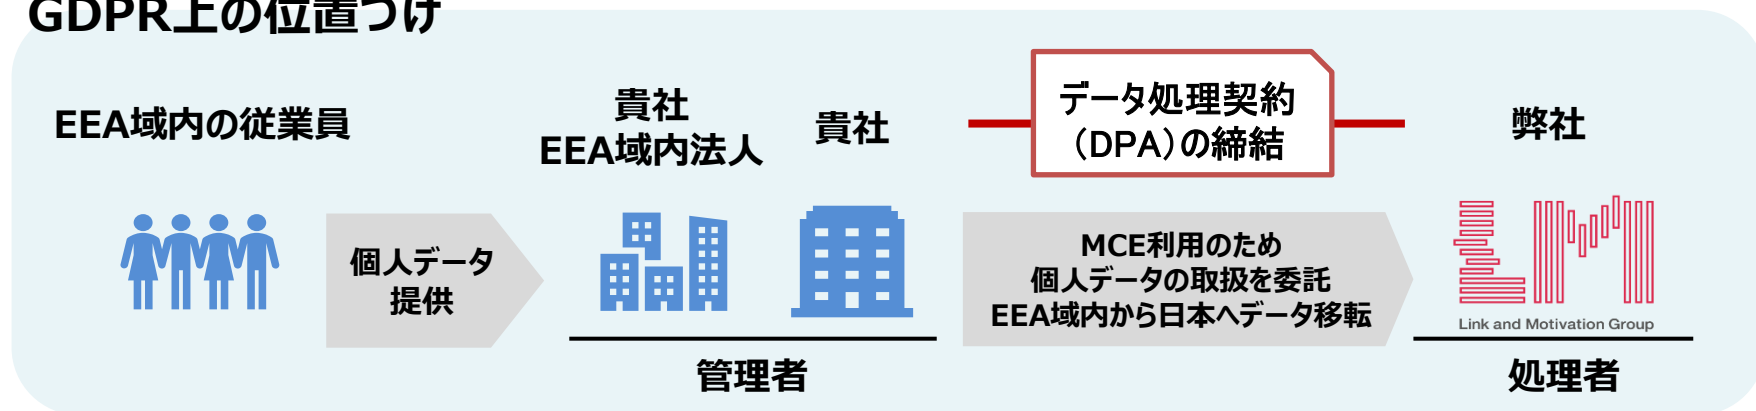 GDPR上の位置づけ
EEA域内の従業員
貴社
EEA域内法人
貴社
データ処理契約
（DPA）の締結
弊社
個人データ
提供
MCE利用のため
個人データの取扱を委託
EEA域内から日本へデータ移転
Link and Motivation Group
管理者
処理者